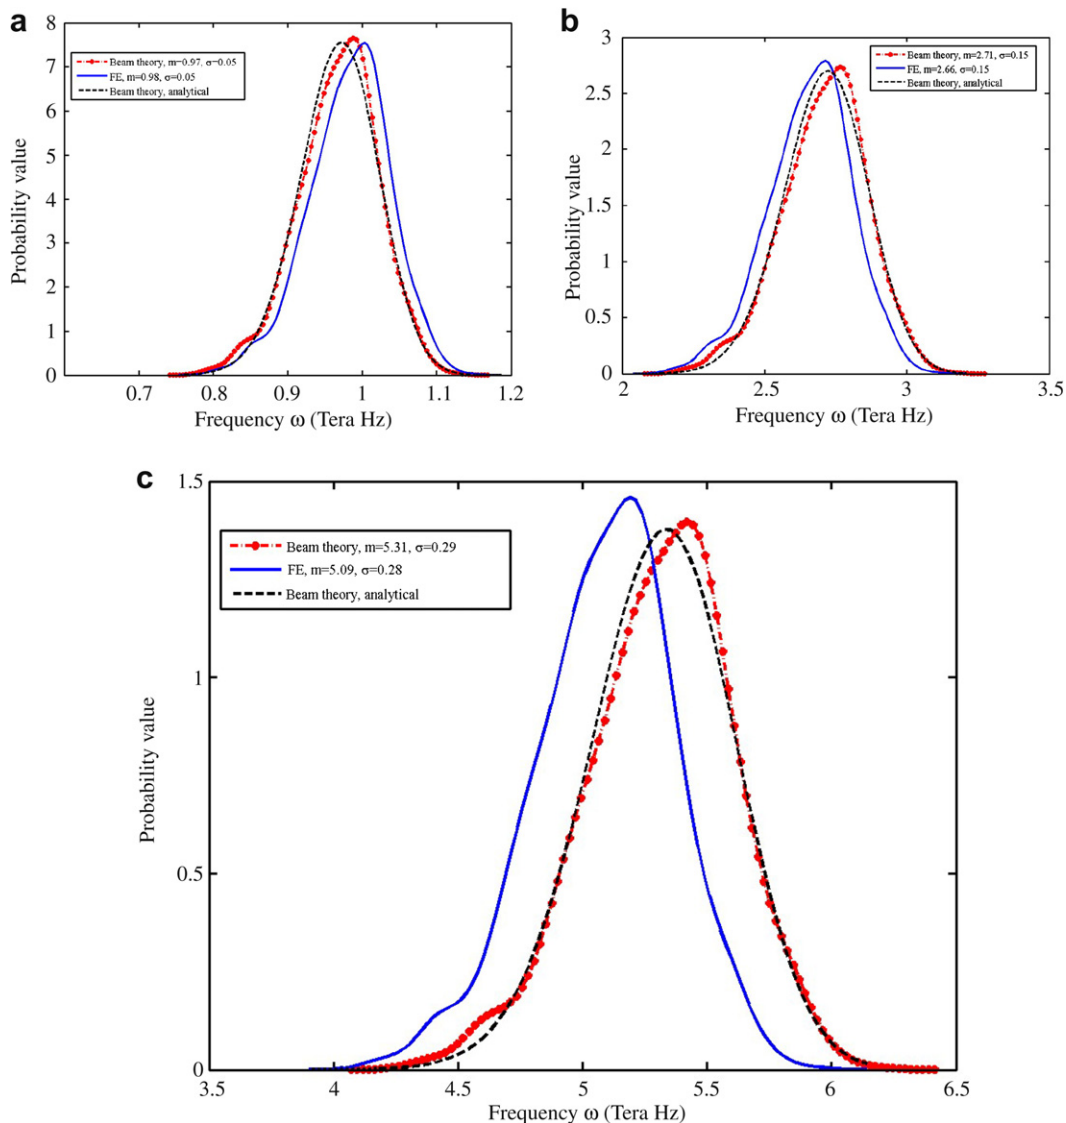 a
8
7
6
5
4
3
2
1
0
Probability value
Beam theory, m=0.97, σ=0.05
FE, m=0.98, σ=0.05
Beam theory, analytical
0.7
0.8
0.9
1
1.1
1.2
Frequency ω (Tera Hz)
b
3
2.5
2
1.5
1
0.5
0
Probability value
Beam theory, m=2.71, σ=0.15
FE, m=2.66, σ=0.15
Beam theory, analytical
2
2.5
3
3.5
Frequency ω (Tera Hz)
c
1.5
1
0.5
0
Probability value
Beam theory, m=5.31, σ=0.29
FE, m=5.09, σ=0.28
Beam theory, analytical
3.5
4
4.5
5
5.5
6
6.5
Frequency ω (Tera Hz)